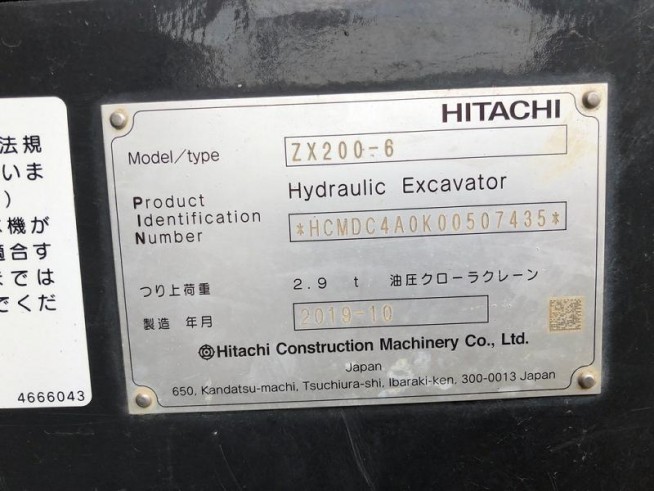 法規
いま
)
機が
適合す
までは
でくだ
4666043
HITACHI
Model/type ZX200-6
Product Identification Number
Hydraulic Excavator
*HCMDC4A0K00507435*
つり上荷重 2.9 t 油圧クローラクレーン
製造 年月 2019-10
Hitachi Construction Machinery Co., Ltd.
Japan
650, Kandatsu-machi, Tsuchiura-shi, Ibaraki-ken, 300-0013 Japan